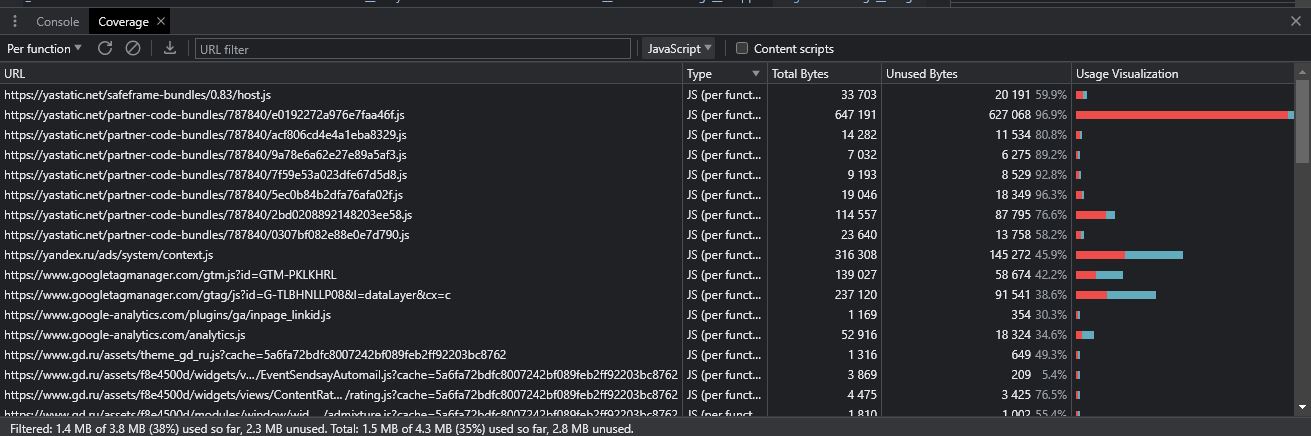 Console Coverage
Per function URL filter JavaScript Content scripts
URL Type Total Bytes Unused Bytes Usage Visualization
https://yastatic.net/safeframe-bundles/0.83/host.js JS (per funct... 33 703 20 191 59.9%
https://yastatic.net/partner-code-bundles/787840/e0192272a976e7faa46f.js JS (per funct... 647 191 627 068 96.9%
https://yastatic.net/partner-code-bundles/787840/acf806cd4e4a1eba8329.js JS (per funct... 14 282 11 534 80.8%
https://yastatic.net/partner-code-bundles/787840/9a78e6a62e27e89a5af3.js JS (per funct... 7 032 6 275 89.2%
https://yastatic.net/partner-code-bundles/787840/7f59e53a023dfe67d5d8.js JS (per funct... 9 193 8 529 92.8%
https://yastatic.net/partner-code-bundles/787840/5ec0b84b2dfa76afa02f.js JS (per funct... 19 046 18 349 96.3%
https://yastatic.net/partner-code-bundles/787840/2bd0208892148203ee58.js JS (per funct... 114 557 87 795 76.6%
https://yastatic.net/partner-code-bundles/787840/0307bf082e88e0e7d790.js JS (per funct... 23 640 13 758 58.2%
https://yandex.ru/ads/system/context.js JS (per funct... 316 308 145 272 45.9%
https://www.googletagmanager.com/gtm.js?id=GTM-PKLKHRL JS (per funct... 139 027 58 674 42.2%
https://www.googletagmanager.com/gtag/js?id=G-TLBHNLLP08&l=dataLayer&cx=c JS (per funct... 237 120 91 541 38.6%
https://www.google-analytics.com/plugins/ga/inpage_linkid.js JS (per funct... 1 169 354 30.3%
https://www.google-analytics.com/analytics.js JS (per funct... 52 916 18 324 34.6%
https://www.gd.ru/assets/theme_gd_ru.js?cache=5a6fa72bdfc8007242bf089feb2ff92203bc8762 JS (per funct... 1 316 649 49.3%
https://www.gd.ru/assets/f8e4500d/widgets/v.../EventSendsayAutomail.js?cache=5a6fa72bdfc8007242bf089feb2ff92203bc8762 JS (per funct... 3 869 209 5.4%
https://www.gd.ru/assets/f8e4500d/widgets/views/ContentRat.../rating.js?cache=5a6fa72bdfc8007242bf089feb2ff92203bc8762 JS (per funct... 4 475 3 425 76.5%
https://www.gd.ru/assets/f8e4500d/modules/window/wid.../admixture.js?cache=5a6fa72bdfc8007242bf089feb2ff92203bc8762 JS (per funct... 1 810 1 002 55.4%
Filtered: 1.4 MB of 3.8 MB (38%) used so far, 2.3 MB unused. Total: 1.5 MB of 4.3 MB (35%) used so far, 2.8 MB unused.